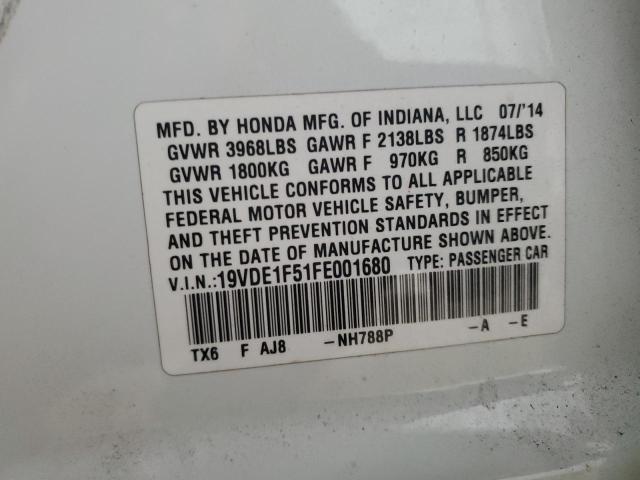 MFD. BY HONDA MFG. OF INDIANA, LLC 07/'14
GVWR 3968LBS GAWR F 2138LBS R 1874LBS
GVWR 1800KG GAWR F 970KG R 850KG
THIS VEHICLE CONFORMS TO ALL APPLICABLE
FEDERAL MOTOR VEHICLE SAFETY, BUMPER,
AND THEFT PREVENTION STANDARDS IN EFFECT
ON THE DATE OF MANUFACTURE SHOWN ABOVE.
V.I.N.:19VDE1F51FE001680 TYPE: PASSENGER CAR
TX6 F AJ8 -NH788P -A -E